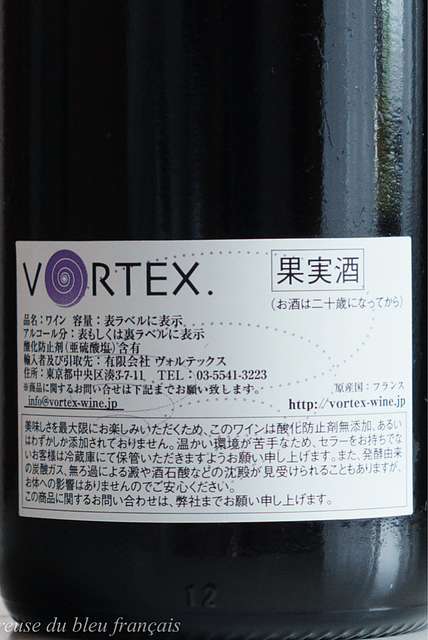 VORTEX.
果実酒
(お酒は二十歳になってから)
品名:ワイン 容量:表ラベルに表示
アルコール分:表もしくは裏ラベルに表示
酸化防止剤(亜硫酸塩)含有
輸入者及び引取先:有限会社 ヴォルテックス
住所:東京都中央区湊3-7-11 TEL:03-5541-3223
※商品に関するお問い合せは下記までお願い致します。
原産国:フランス
info@vortex-wine.jp
http://vortex-wine.jp
美味しさを最大限にお楽しみいただくため、このワインは酸化防止剤無添加、あるい
はわずかしか添加されておりません。温かい環境が苦手なため、セラーをお持ちでな
いお客様は冷蔵庫にて保管いただきますようお願い申し上げます。また、発酵由来
の炭酸ガス、無ろ過による澱や酒石酸などの沈殿が見受けられることもありますが、
お体への影響はありませんのでご安心ください。
この商品に関するお問い合わせは、弊社までお願い申し上げます。
12
reuse du bleu français